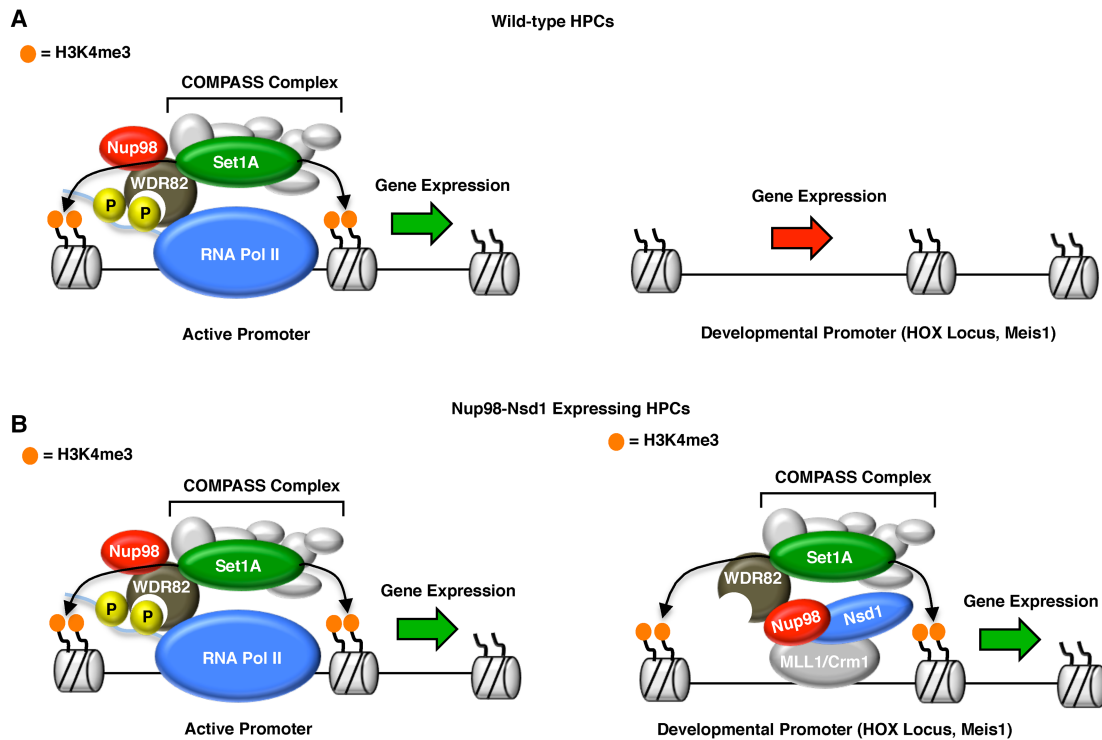 A
Wild-type HPCs
= H3K4me3
COMPASS Complex
Nup98
Set1A
WDR82
P
P
RNA Pol II
Gene Expression
Active Promoter
Gene Expression
Developmental Promoter (HOX Locus, Meis1)
B
Nup98-Nsd1 Expressing HPCs
= H3K4me3
COMPASS Complex
Nup98
Set1A
WDR82
P
P
RNA Pol II
Gene Expression
Active Promoter
= H3K4me3
COMPASS Complex
Set1A
WDR82
Nup98
Nsd1
MLL1/Crm1
Gene Expression
Developmental Promoter (HOX Locus, Meis1)